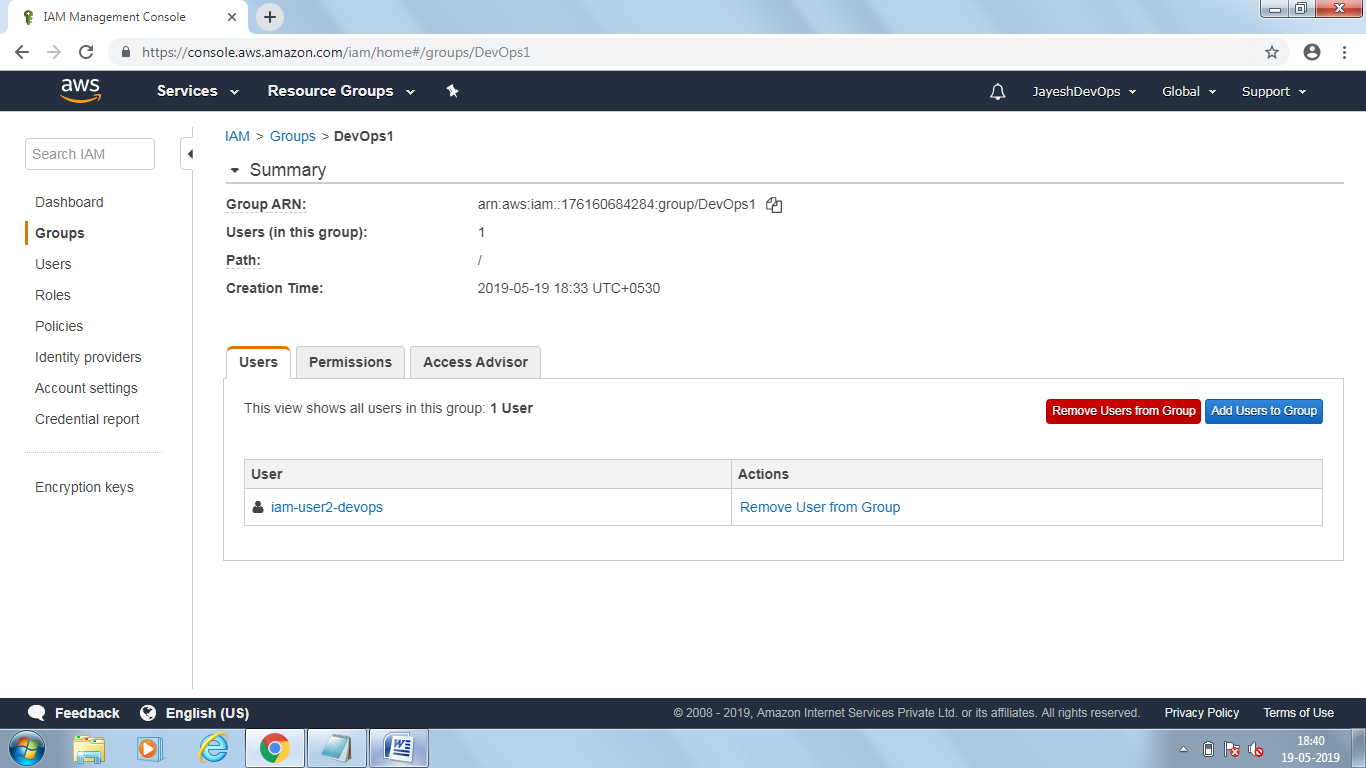 IAM Management Console
https://console.aws.amazon.com/iam/home#/groups/DevOps1
aws Services Resource Groups JayeshDevOps Global Support
Search IAM
Dashboard
Groups
Users
Roles
Policies
Identity providers
Account settings
Credential report
Encryption keys
IAM > Groups > DevOps1
Summary
Group ARN: arn:aws:iam::176160684284:group/DevOps1
Users (in this group): 1
Path: /
Creation Time: 2019-05-19 18:33 UTC+0530
Users Permissions Access Advisor
This view shows all users in this group: 1 User Remove Users from Group Add Users to Group
User Actions
iam-user2-devops Remove User from Group
Feedback English (US) © 2008 - 2019, Amazon Internet Services Private Ltd. or its affiliates. All rights reserved. Privacy Policy Terms of Use
18:40
19-05-2019